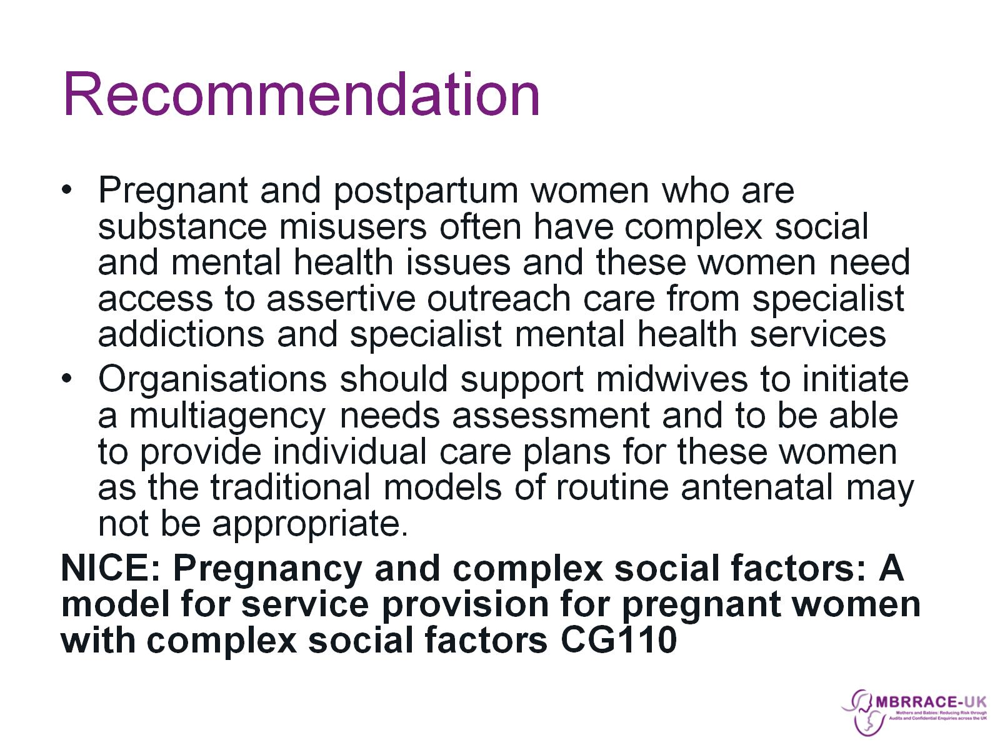 Recommendation
• Pregnant and postpartum women who are
substance misusers often have complex social
and mental health issues and these women need
access to assertive outreach care from specialist
addictions and specialist mental health services
• Organisations should support midwives to initiate
a multiagency needs assessment and to be able
to provide individual care plans for these women
as the traditional models of routine antenatal may
not be appropriate.
NICE: Pregnancy and complex social factors: A
model for service provision for pregnant women
with complex social factors CG110
MBRRACE-UK
Mothers and Babies: Reducing Risk through
Audits and Confidential Enquiries across the UK